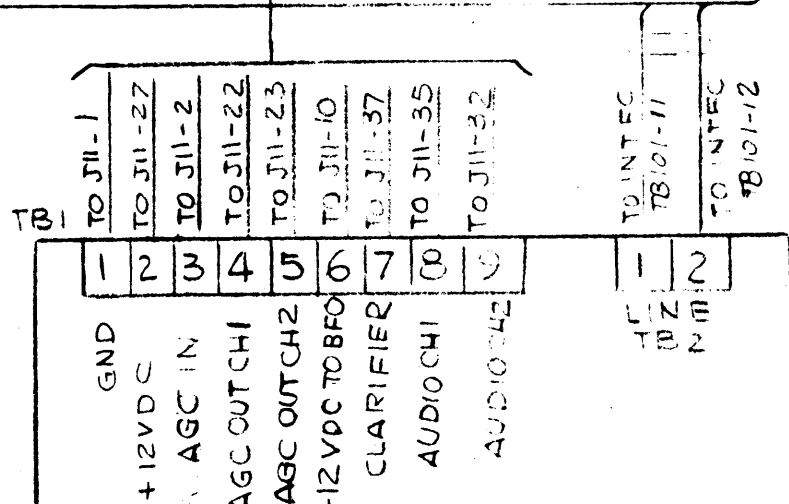 TO J11-1
TO J11-27
TO J11-2
TO J11-22
TO J11-23
TO J11-10
TO J11-37
TO J11-35
TO J11-32
TO INTFC
TB101-11
TO INTFC
TB101-12
TB1
1 2 3 4 5 6 7 8 9
1 2
GND
+12VDC
AGC IN
AGC OUT CH1
AGC OUT CH2
-12VDC TO BFO
CLARIFIER
AUDIO CH1
AUDIO CH2
LINE
TB2